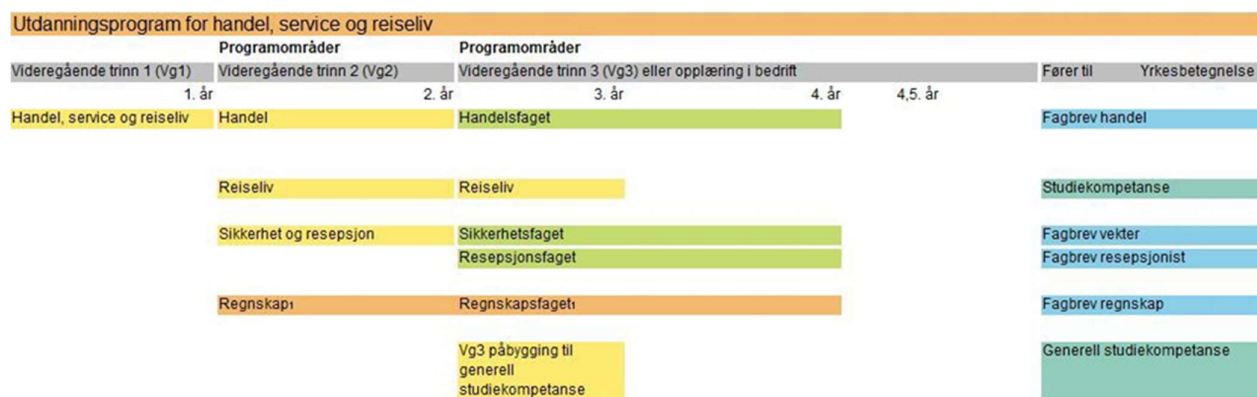 Utdanningsprogram for handel, service og reiseliv
Programområder Programområder
Videregående trinn 1 (Vg1) Videregående trinn 2 (Vg2) Videregående trinn 3 (Vg3) eller opplæring i bedrift Fører til Yrkesbetegnelse
1. år 2. år 3. år 4. år 4,5. år
Handel, service og reiseliv Handel Handelsfaget Fagbrev handel
Reiseliv Reiseliv Studiekompetanse
Sikkerhet og resepsjon Sikkerhetsfaget Fagbrev vekter
Resepsjonsfaget Fagbrev resepsjonist
Regnskap1 Regnskapsfaget1 Fagbrev regnskap
Vg3 påbygging til Generell studiekompetanse
generell
studiekompetanse